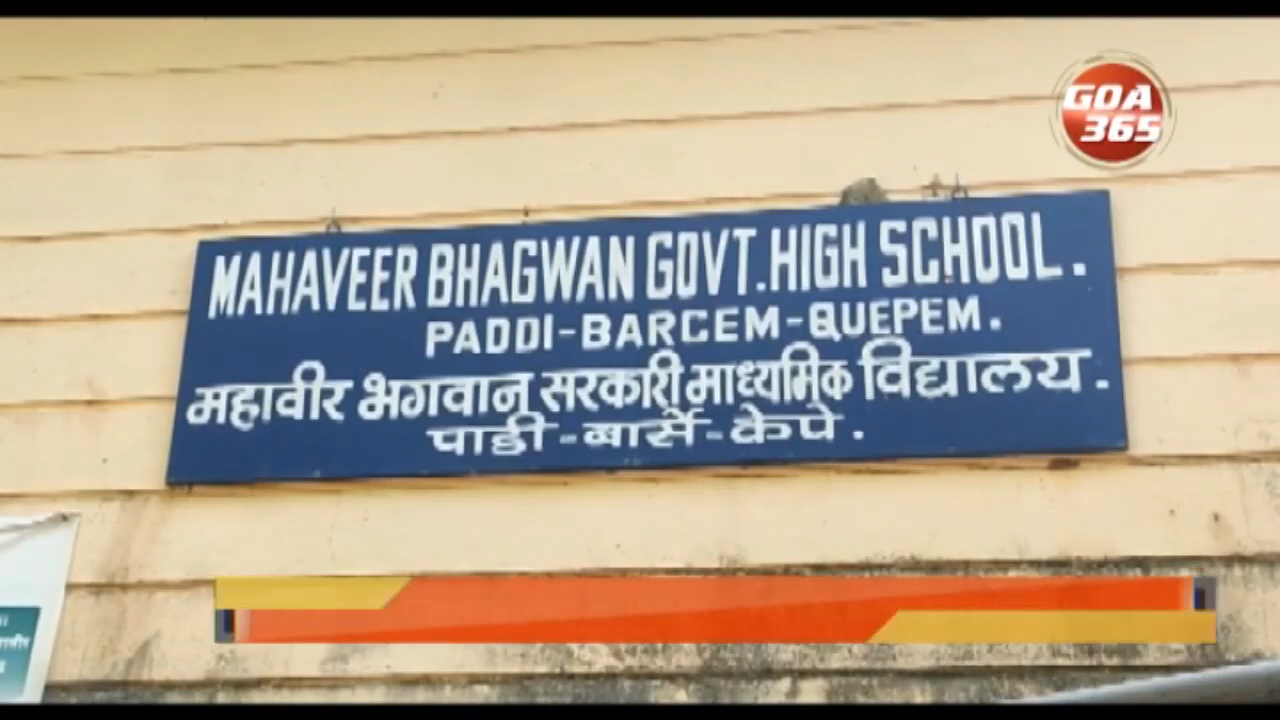 GOA
365
MAHAVEER BHAGWAN GOVT.HIGH SCHOOL.
PADDI-BARCEM-QUEPEM.
महावीर भगवान सरकारी माध्यमिक विद्यालय.
पाडी-बार्से-केपे.